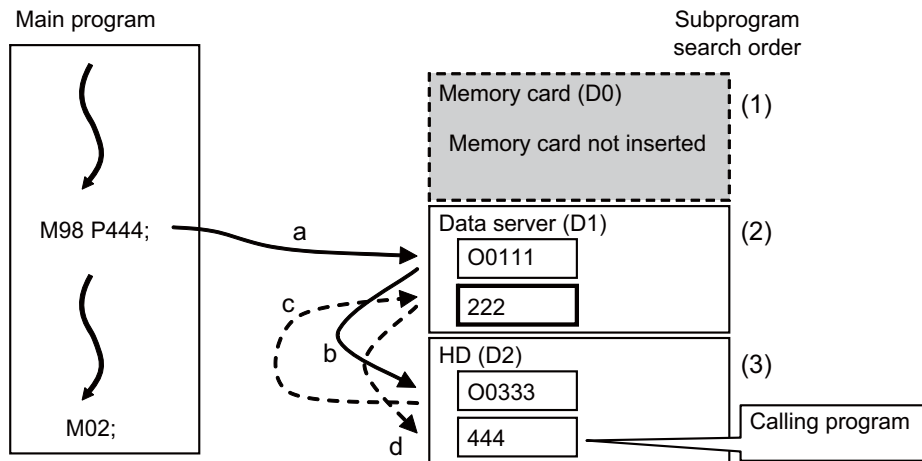 Main program
Subprogram
search order
Memory card (D0)
(1)
Memory card not inserted
M98 P444;
a
Data server (D1)
(2)
O0111
c
222
b
HD (D2)
(3)
O0333
M02;
d
444
Calling program